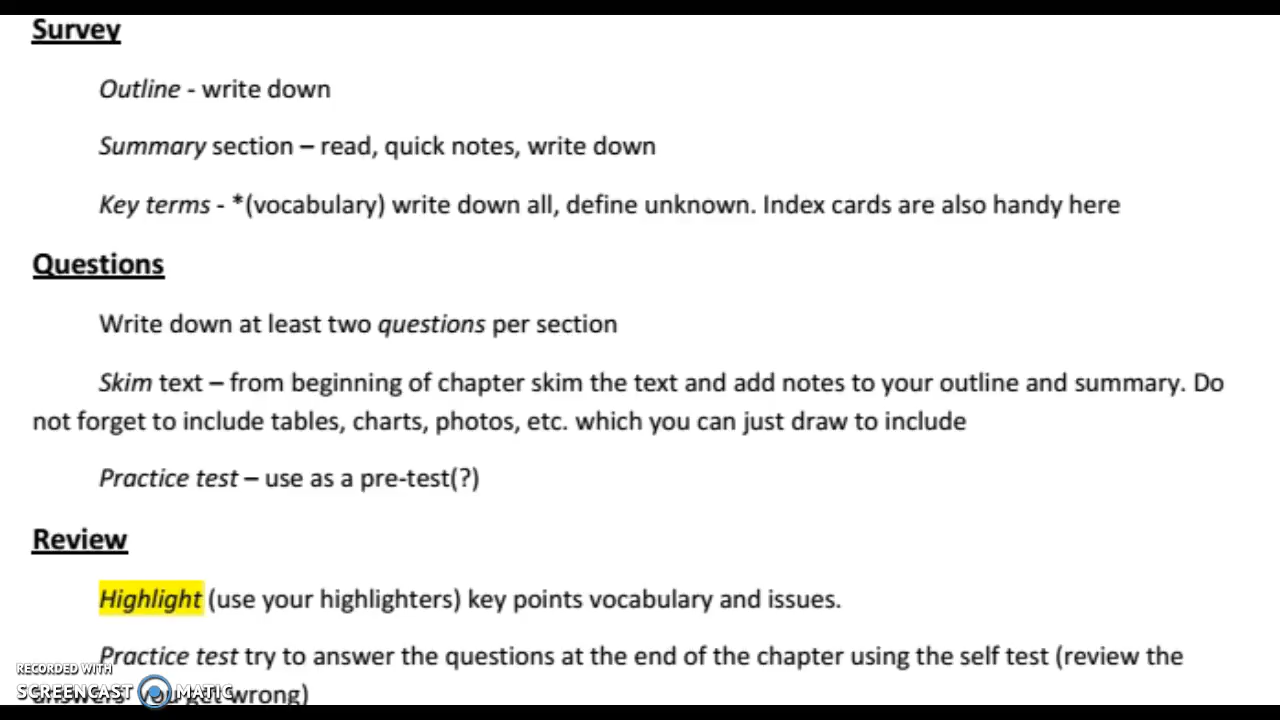 Survey
Outline - write down
Summary section – read, quick notes, write down
Key terms - *(vocabulary) write down all, define unknown. Index cards are also handy here
Questions
Write down at least two questions per section
Skim text – from beginning of chapter skim the text and add notes to your outline and summary. Do
not forget to include tables, charts, photos, etc. which you can just draw to include
Practice test – use as a pre-test(?)
Review
Highlight (use your highlighters) key points vocabulary and issues.
Practice test try to answer the questions at the end of the chapter using the self test (review the
answers you get wrong)
RECORDED WITH
SCREENCAST MATIC